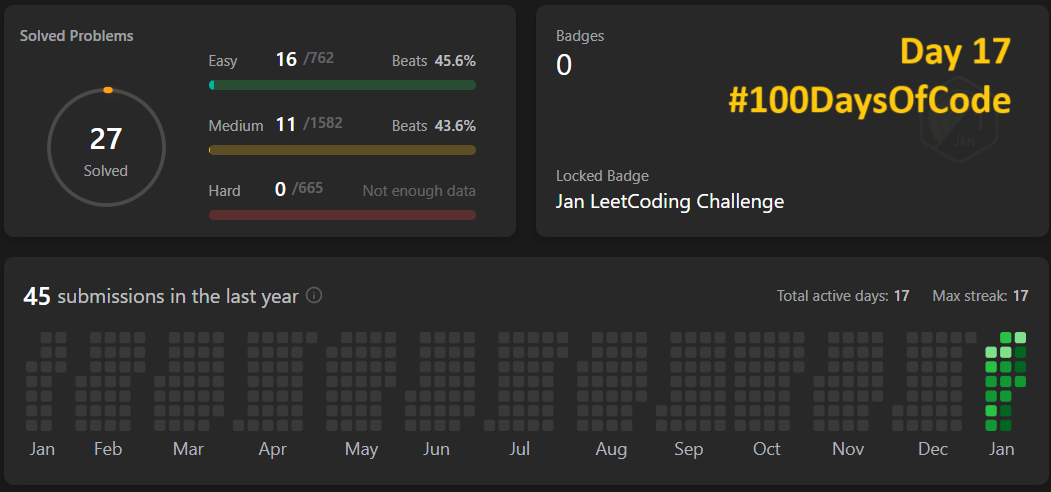 Solved Problems
27
Solved
Easy 16 /762 Beats 45.6%
Medium 11 /1582 Beats 43.6%
Hard 0 /665 Not enough data
Badges
0
Day 17
#100DaysOfCode
JAN
Locked Badge
Jan LeetCoding Challenge
45 submissions in the last year
Total active days: 17 Max streak: 17
Jan Feb Mar Apr May Jun Jul Aug Sep Oct Nov Dec Jan